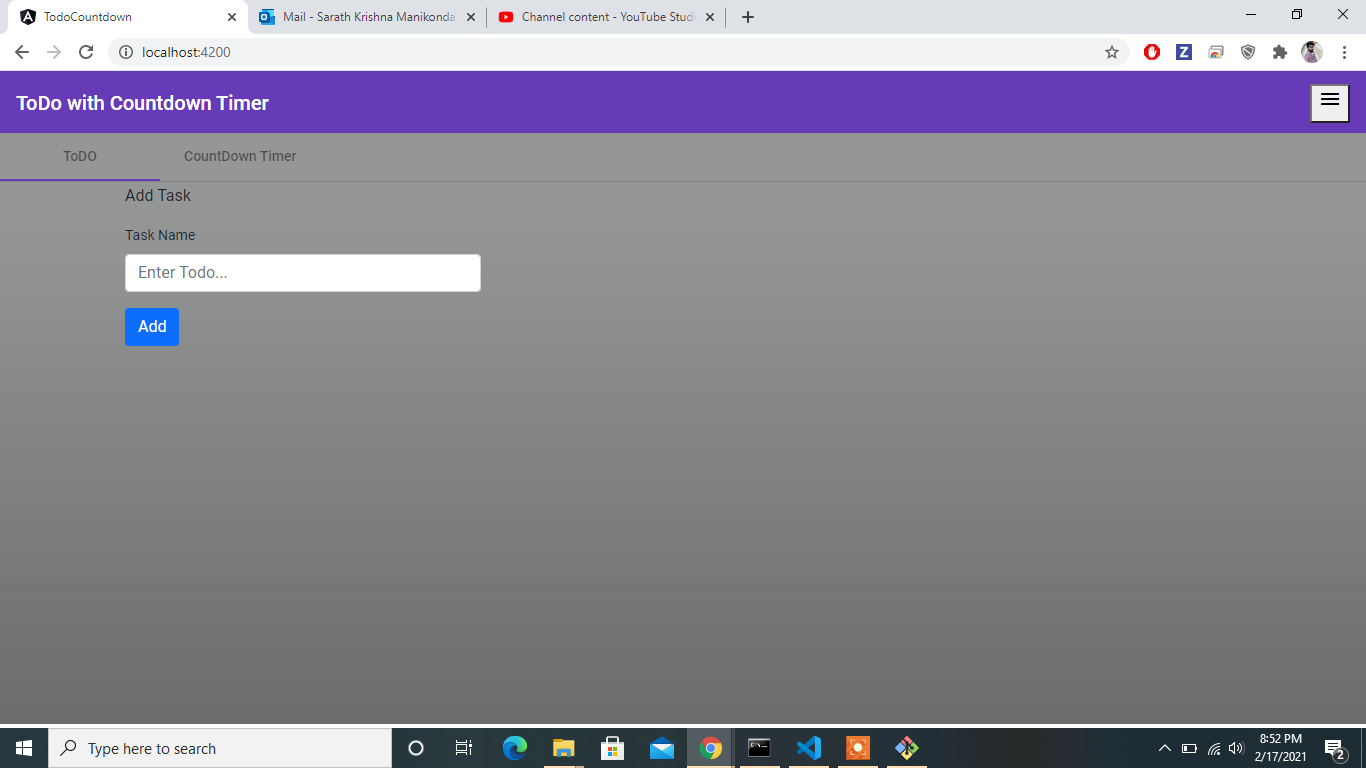 TodoCountdown
Mail - Sarath Krishna Manikonda
Channel content - YouTube Studi
localhost:4200
Z
ToDo with Countdown Timer
ToDO
CountDown Timer
Add Task
Task Name
Enter Todo...
Add
Type here to search
8:52 PM
2/17/2021
2